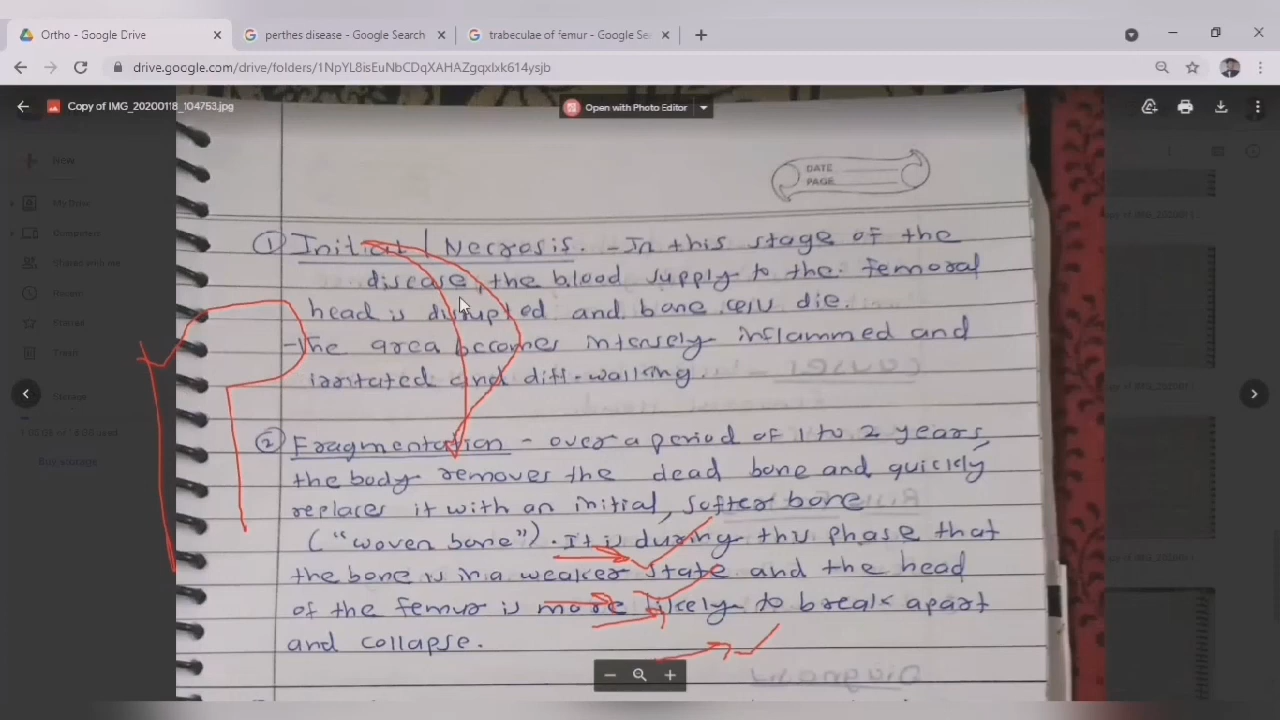 Ortho - Google Drive
perthes disease - Google Search
trabeculae of femur - Google Se
drive.google.com/drive/folders/1NpYL8isEuNbCDqXAHAZgqxlxk614ysjb
Copy of IMG_20200118_104753.jpg
Open with Photo Editor
DATE
PAGE
① Initial / Necrosis. - In this stage of the
disease, the blood supply to the femoral
head is disrupted and bone cells die.
- The area becomes intensely inflammed and
irritated and diff. walking.
② Fragmentation - over a period of 1 to 2 years,
the body removes the dead bone and quickly
replaces it with an initial, softer bone
("woven bone"). It is during this phase that
the bone is in a weaker state and the head
of the femur is more likely to break apart
and collapse.